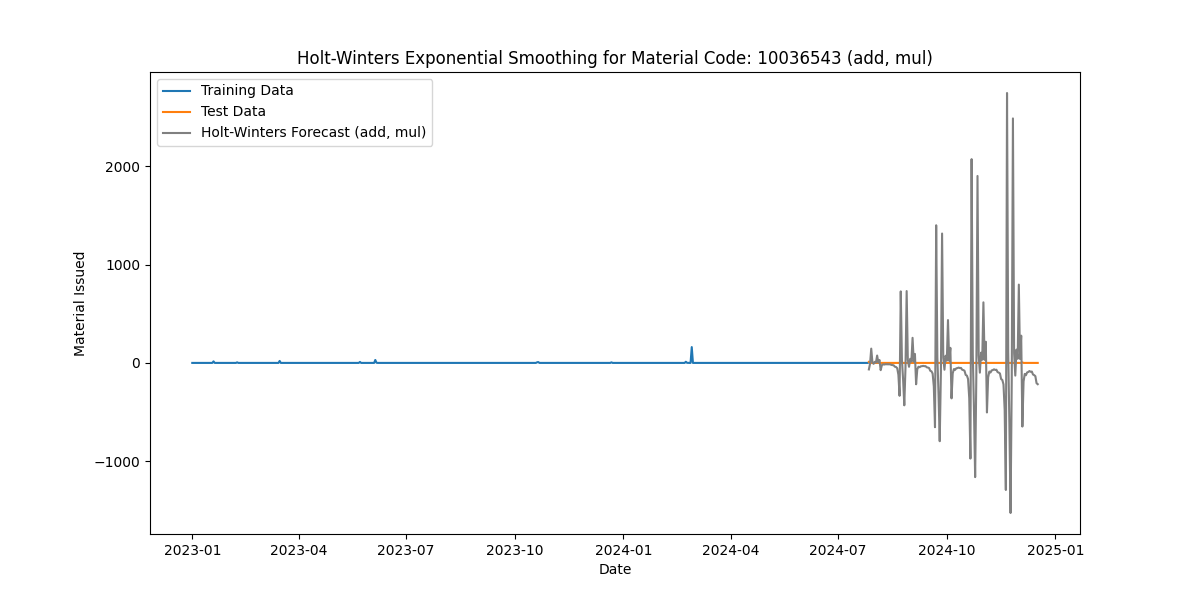 Holt-Winters Exponential Smoothing for Material Code: 10036543 (add, mul)
Training Data
Test Data
Holt-Winters Forecast (add, mul)
Material Issued
2000
1000
0
−1000
2023-01 2023-04 2023-07 2023-10 2024-01 2024-04 2024-07 2024-10 2025-01
Date